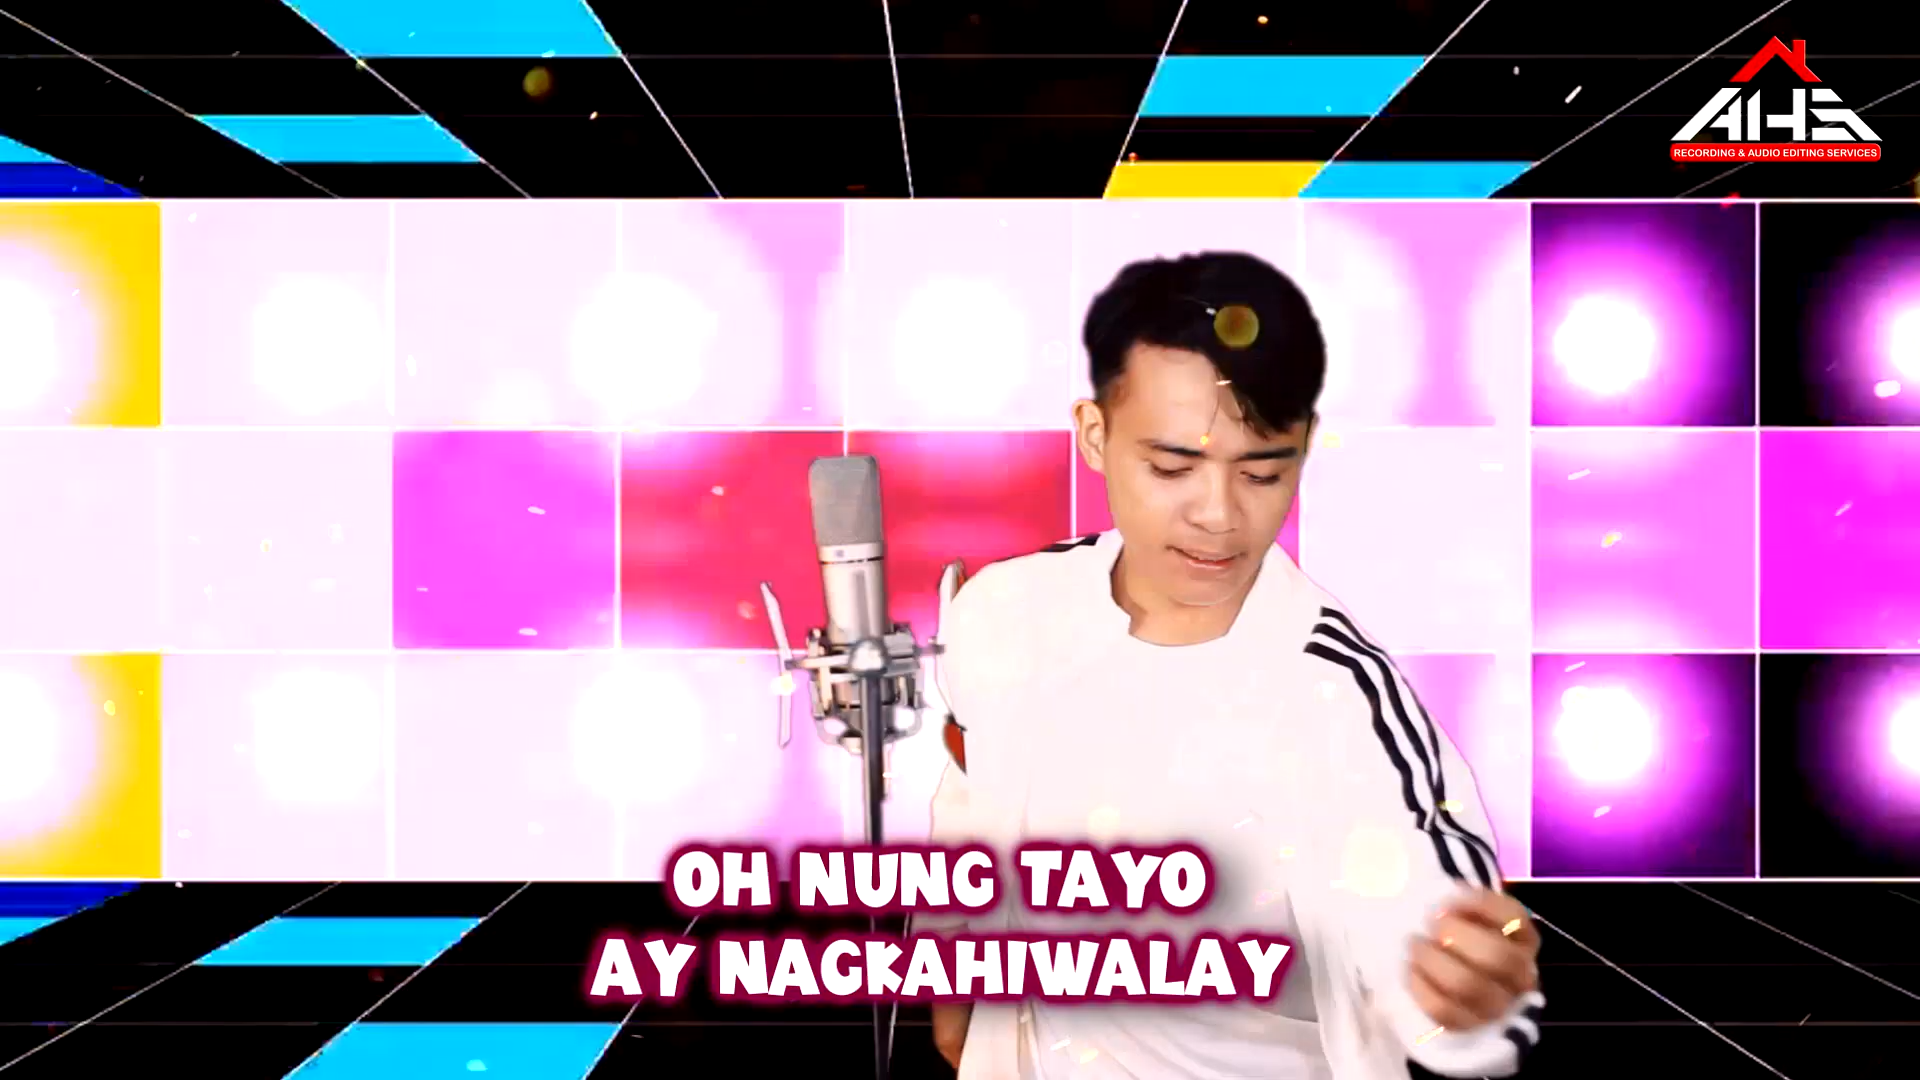 AHS
RECORDING & AUDIO EDITING SERVICES
OH NUNG TAYO
AY NAGKAHIWALAY